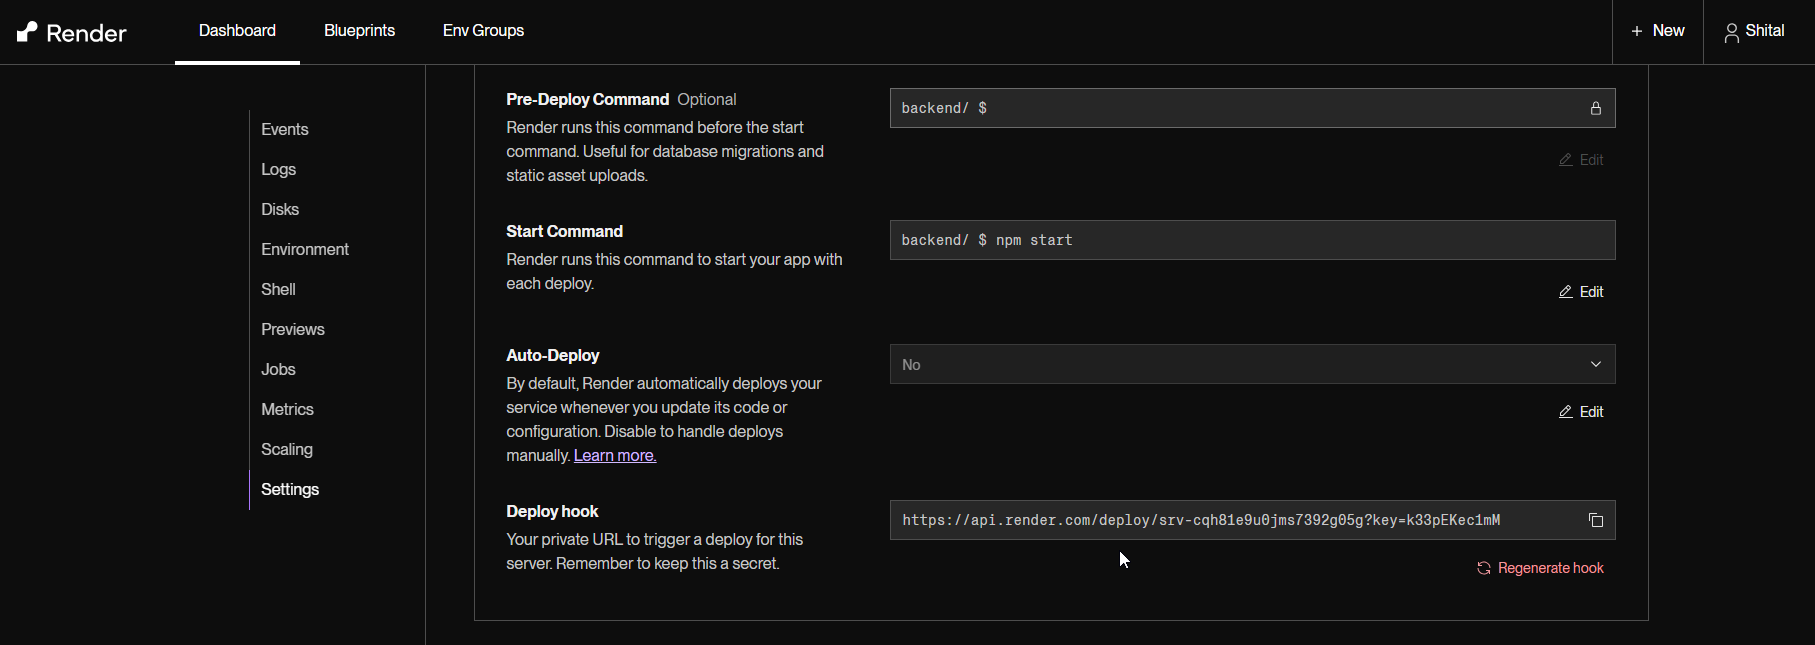 Render
Dashboard
Blueprints
Env Groups
+ New
Shital
Events
Logs
Disks
Environment
Shell
Previews
Jobs
Metrics
Scaling
Settings
Pre-Deploy Command Optional
Render runs this command before the start
command. Useful for database migrations and
static asset uploads.
backend/ $
Edit
Start Command
Render runs this command to start your app with
each deploy.
backend/ $ npm start
Edit
Auto-Deploy
By default, Render automatically deploys your
service whenever you update its code or
configuration. Disable to handle deploys
manually. Learn more.
No
Edit
Deploy hook
Your private URL to trigger a deploy for this
server. Remember to keep this a secret.
https://api.render.com/deploy/srv-cqh81e9u0jms7392g05g?key=k33pEKec1mM
Regenerate hook